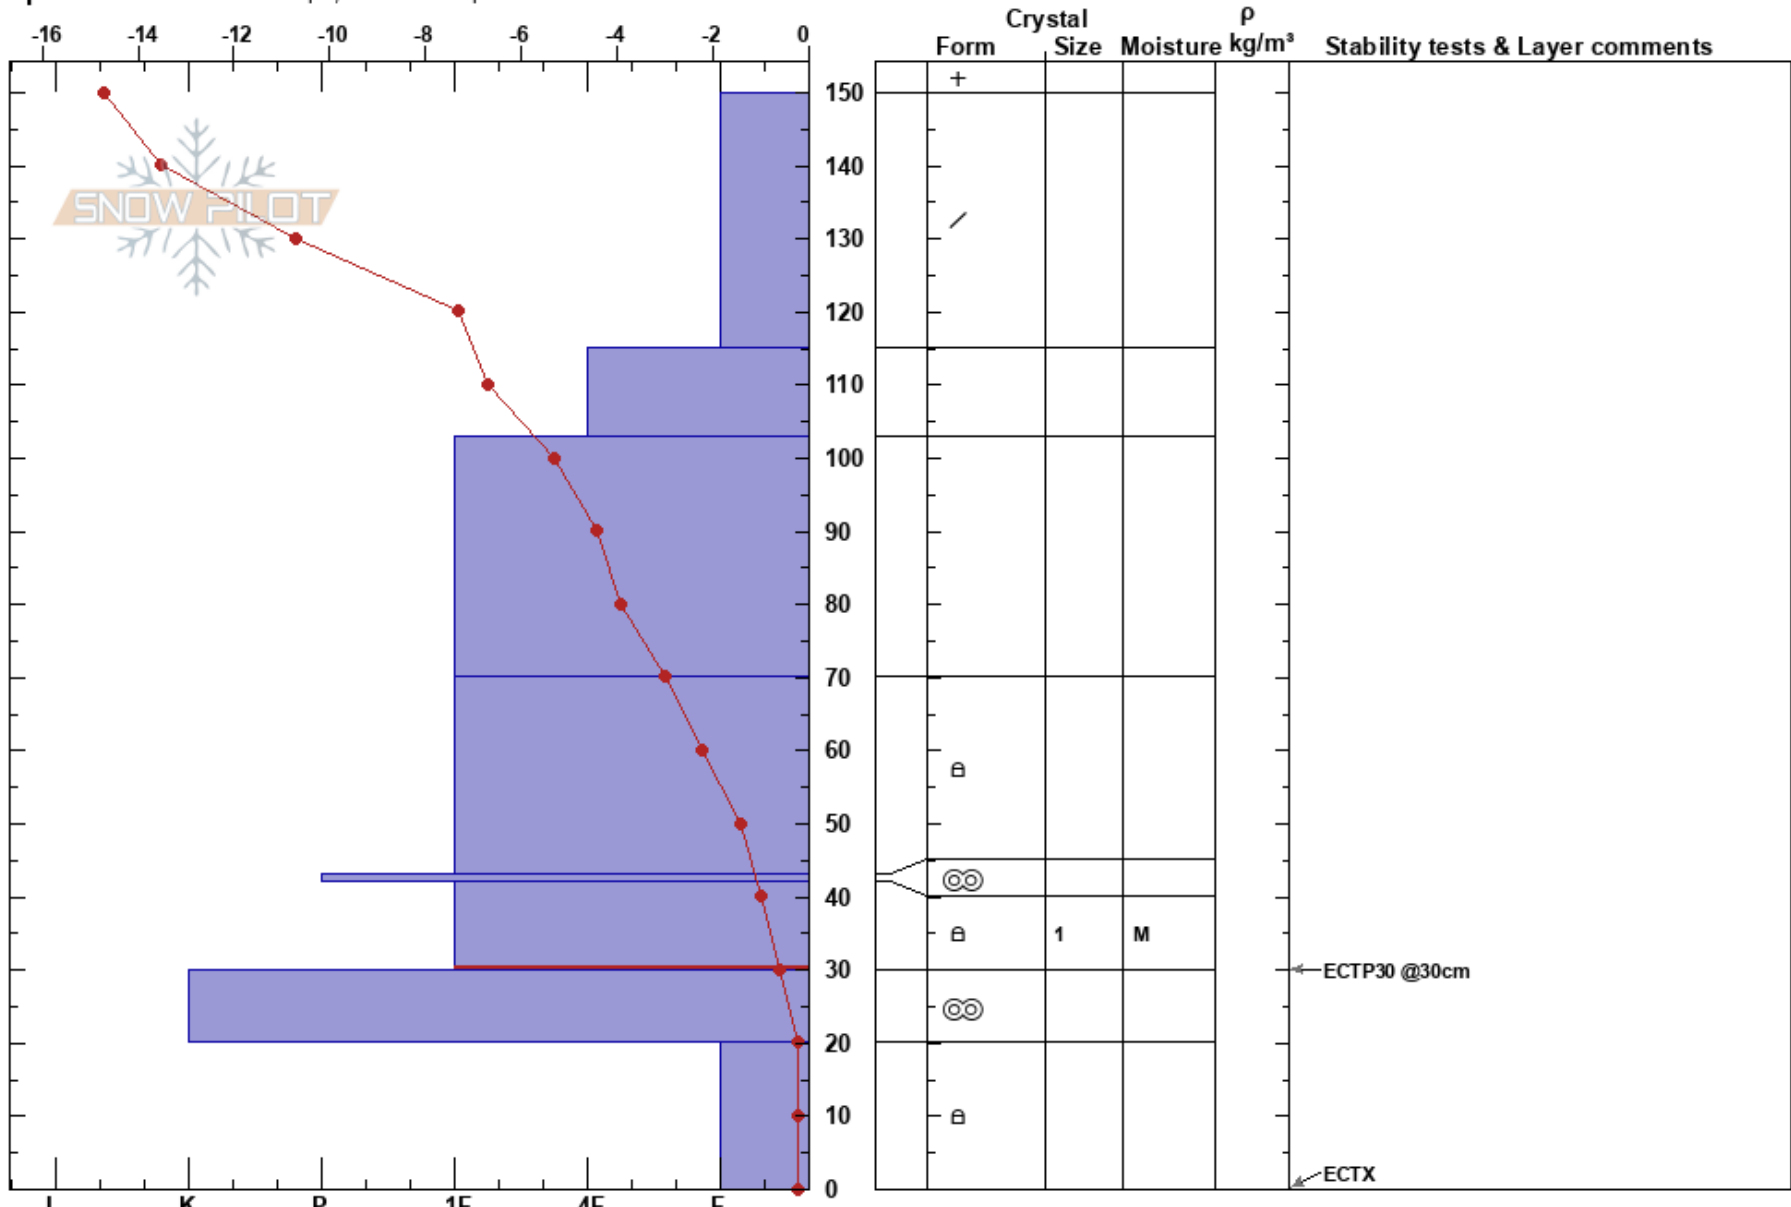 -16 -14 -12 -10 -8 -6 -4 -2 0
Crystal ρ
Form Size Moisture kg/m³ Stability tests & Layer comments
150
140
SNOW PILOT
130
120
110
100
90
80
70
60
50
40
1 M
30 ECTP30 @30cm
20
10
ECTX
0
I K P 1F 4F F